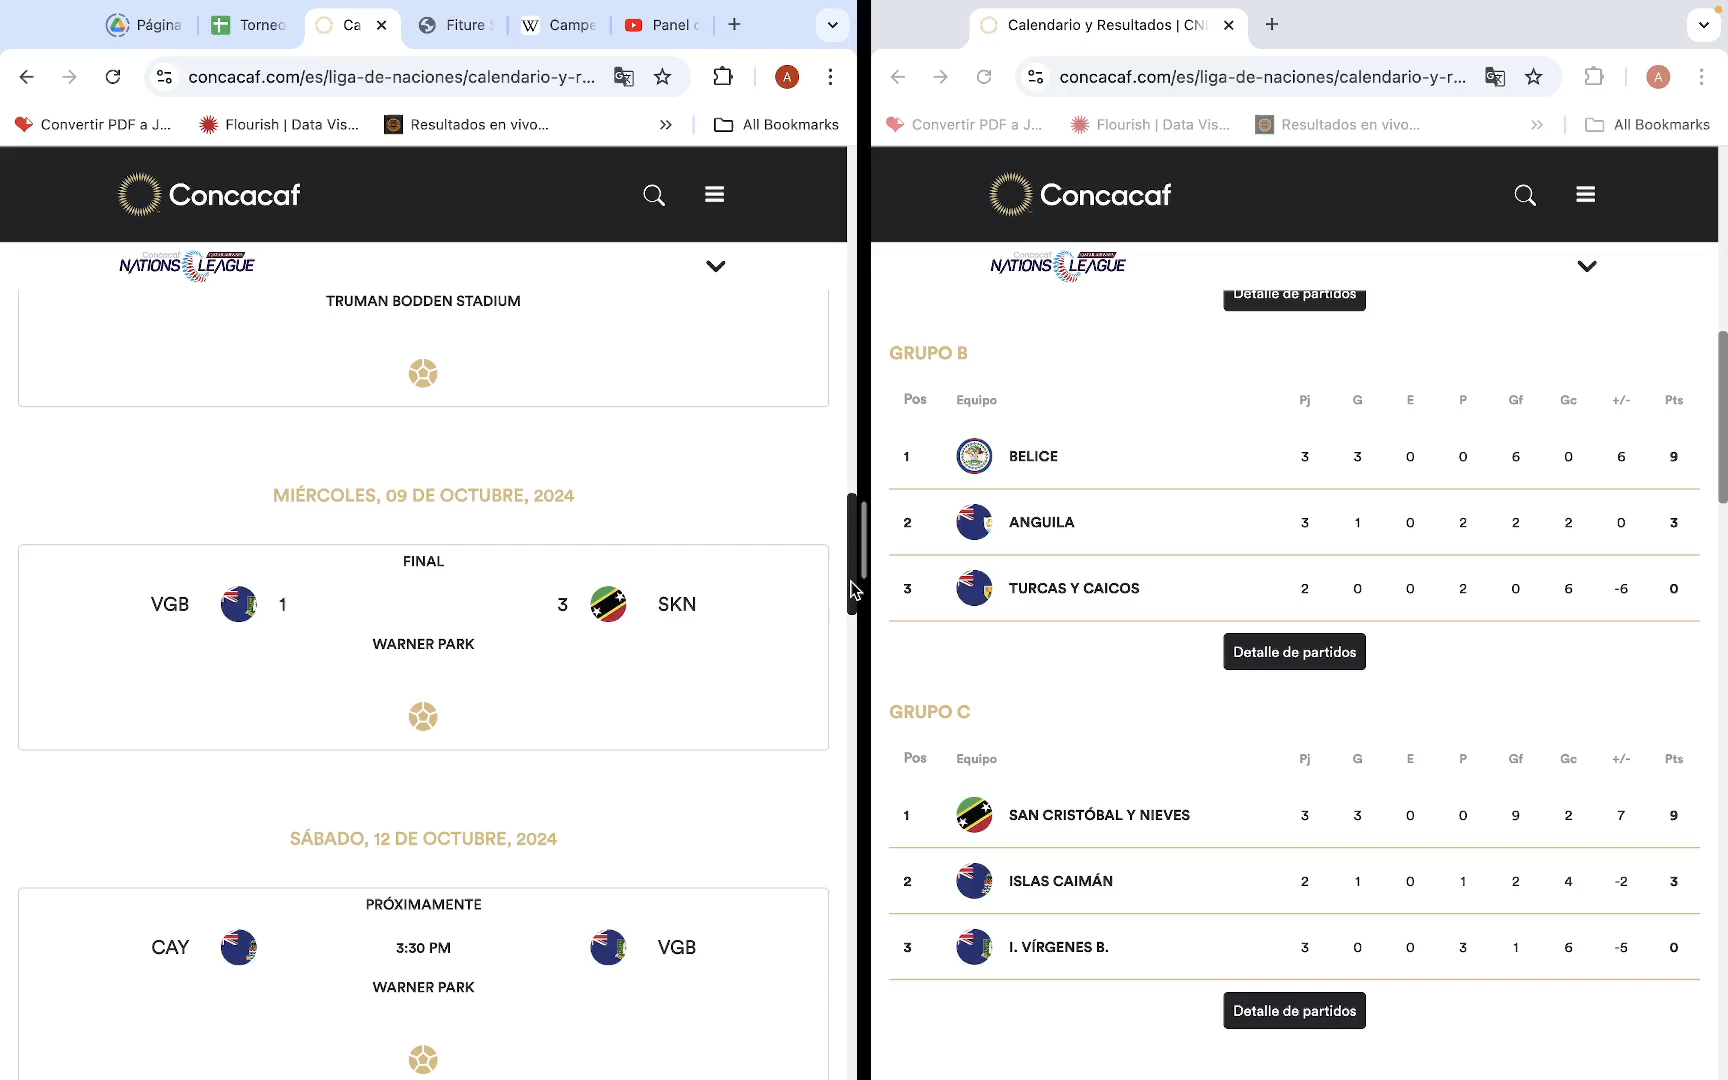 Página
Torneo
Ca
Fiture S
W Campe
Panel c
Calendario y Resultados | CN
concacaf.com/es/liga-de-naciones/calendario-y-r...
A
concacaf.com/es/liga-de-naciones/calendario-y-r...
A
Convertir PDF a J...
Flourish | Data Vis...
Resultados en vivo...
All Bookmarks
Convertir PDF a J...
Flourish | Data Vis...
Resultados en vivo...
All Bookmarks
Concacaf
Concacaf
Concacaf
NATIONS LEAGUE
Concacaf
NATIONS LEAGUE
TRUMAN BODDEN STADIUM
MIÉRCOLES, 09 DE OCTUBRE, 2024
FINAL
VGB 1 3 SKN
WARNER PARK
SÁBADO, 12 DE OCTUBRE, 2024
PRÓXIMAMENTE
CAY 3:30 PM VGB
WARNER PARK
Detalle de partidos
GRUPO B
Pos Equipo Pj G E P Gf Gc +/- Pts
1 BELICE 3 3 0 0 6 0 6 9
2 ANGUILA 3 1 0 2 2 2 0 3
3 TURCAS Y CAICOS 2 0 0 2 0 6 -6 0
Detalle de partidos
GRUPO C
Pos Equipo Pj G E P Gf Gc +/- Pts
1 SAN CRISTÓBAL Y NIEVES 3 3 0 0 9 2 7 9
2 ISLAS CAIMÁN 2 1 0 1 2 4 -2 3
3 I. VÍRGENES B. 3 0 0 3 1 6 -5 0
Detalle de partidos